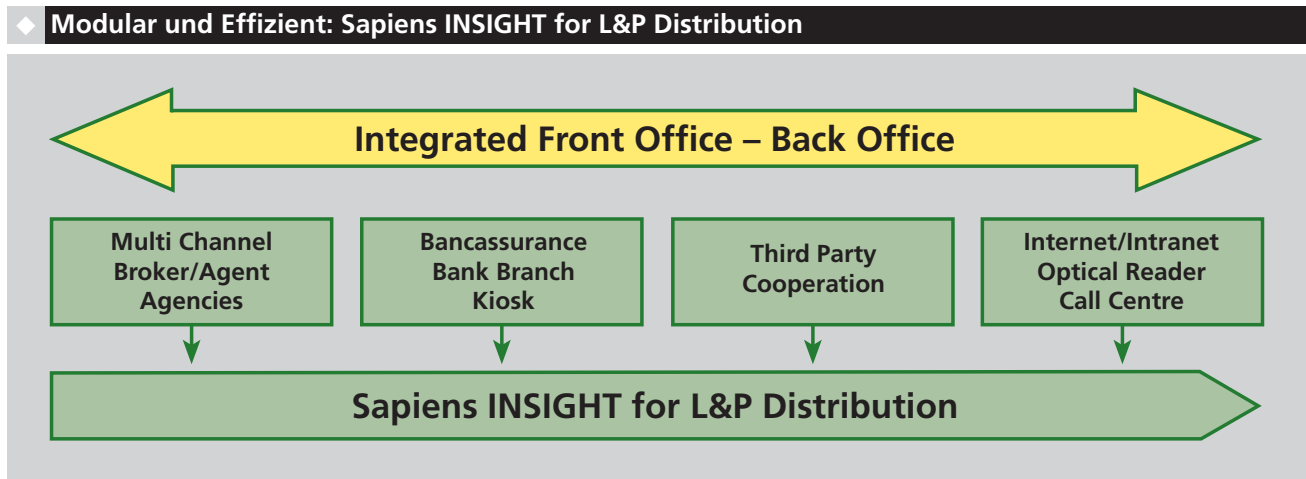 Modular und Effizient: Sapiens INSIGHT for L&P Distribution
Integrated Front Office – Back Office
Multi Channel
Broker/Agent
Agencies
Bancassurance
Bank Branch
Kiosk
Third Party
Cooperation
Internet/Intranet
Optical Reader
Call Centre
Sapiens INSIGHT for L&P Distribution